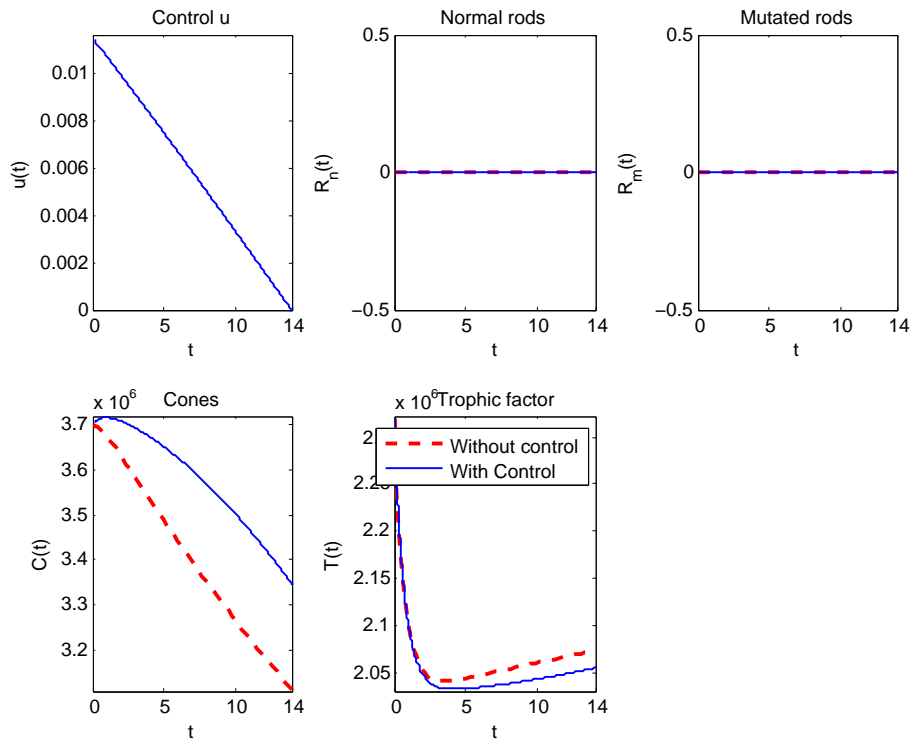 Control u
Normal rods
Mutated rods
0.01
0.008
0.006
0.004
0.002
0
u(t)
0 5 10 14
t
0.5
0
−0.5
R_n(t)
0 5 10 14
t
0.5
0
−0.5
R_m(t)
0 5 10 14
t
x 10^6
Cones
3.7
3.6
3.5
3.4
3.3
3.2
C(t)
0 5 10 14
t
x 10^6
Trophic factor
Without control
With Control
2.2
2.15
2.1
2.05
T(t)
0 5 10 14
t